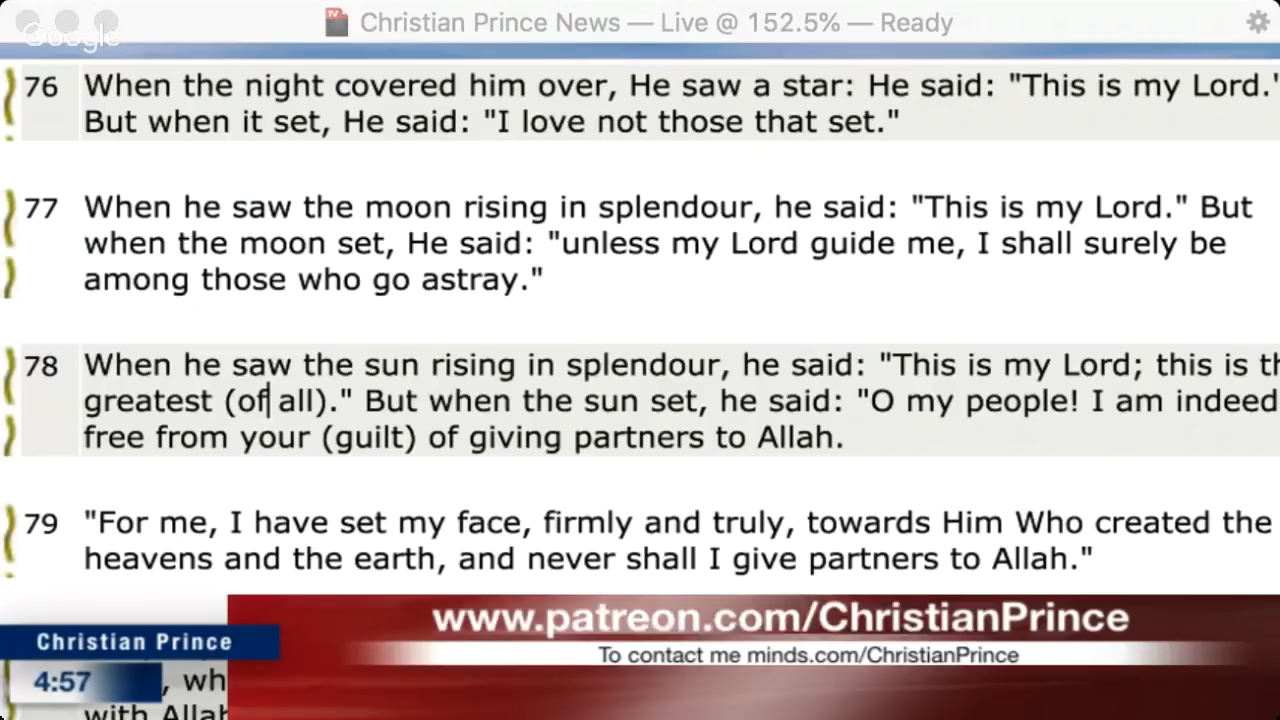 Christian Prince News — Live @ 152.5% — Ready
Google
76 When the night covered him over, He saw a star: He said: "This is my Lord."
But when it set, He said: "I love not those that set."
77 When he saw the moon rising in splendour, he said: "This is my Lord." But
when the moon set, He said: "unless my Lord guide me, I shall surely be
among those who go astray."
78 When he saw the sun rising in splendour, he said: "This is my Lord; this is th
greatest (of all)." But when the sun set, he said: "O my people! I am indeed
free from your (guilt) of giving partners to Allah.
79 "For me, I have set my face, firmly and truly, towards Him Who created the
heavens and the earth, and never shall I give partners to Allah."
www.patreon.com/ChristianPrince
Christian Prince
To contact me minds.com/ChristianPrince
4:57
, wh
with Allah